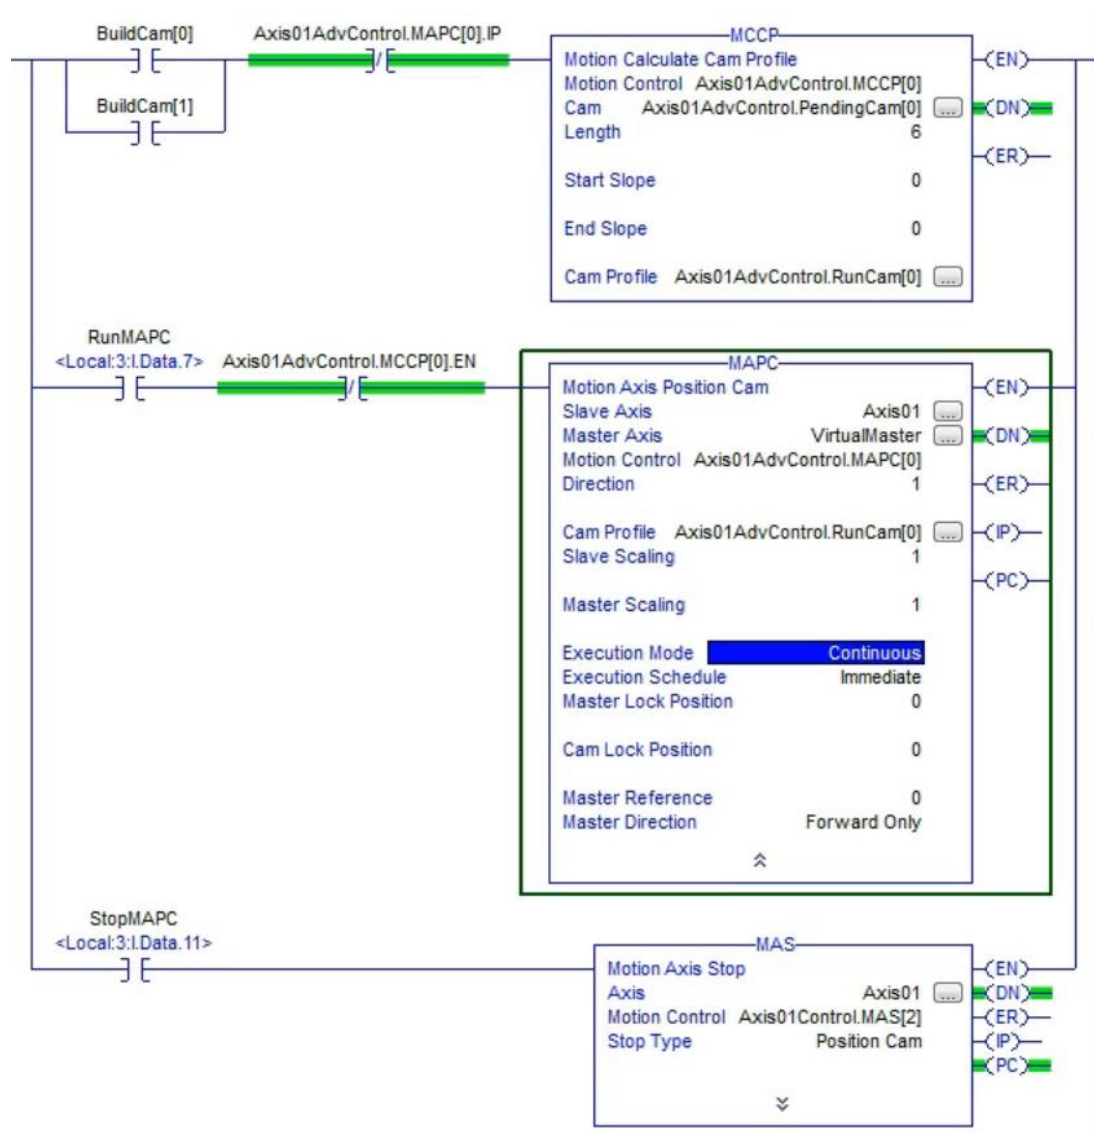 BuildCam[0] Axis01AdvControl.MAPC[0].IP
MCCP
Motion Calculate Cam Profile (EN)
Motion Control Axis01AdvControl.MCCP[0]
BuildCam[1] Cam Axis01AdvControl.PendingCam[0] ... (DN)
Length 6
(ER)
Start Slope 0
End Slope 0
Cam Profile Axis01AdvControl.RunCam[0] ...
RunMAPC
<Local:3:I.Data.7> Axis01AdvControl.MCCP[0].EN
MAPC
Motion Axis Position Cam (EN)
Slave Axis Axis01 ...
Master Axis VirtualMaster ... (DN)
Motion Control Axis01AdvControl.MAPC[0]
Direction 1 (ER)
Cam Profile Axis01AdvControl.RunCam[0] ... (IP)
Slave Scaling 1
(PC)
Master Scaling 1
Execution Mode Continuous
Execution Schedule Immediate
Master Lock Position 0
Cam Lock Position 0
Master Reference 0
Master Direction Forward Only
StopMAPC
<Local:3:I.Data.11>
MAS
Motion Axis Stop (EN)
Axis Axis01 ... (DN)
Motion Control Axis01Control.MAS[2] (ER)
Stop Type Position Cam (IP)
(PC)